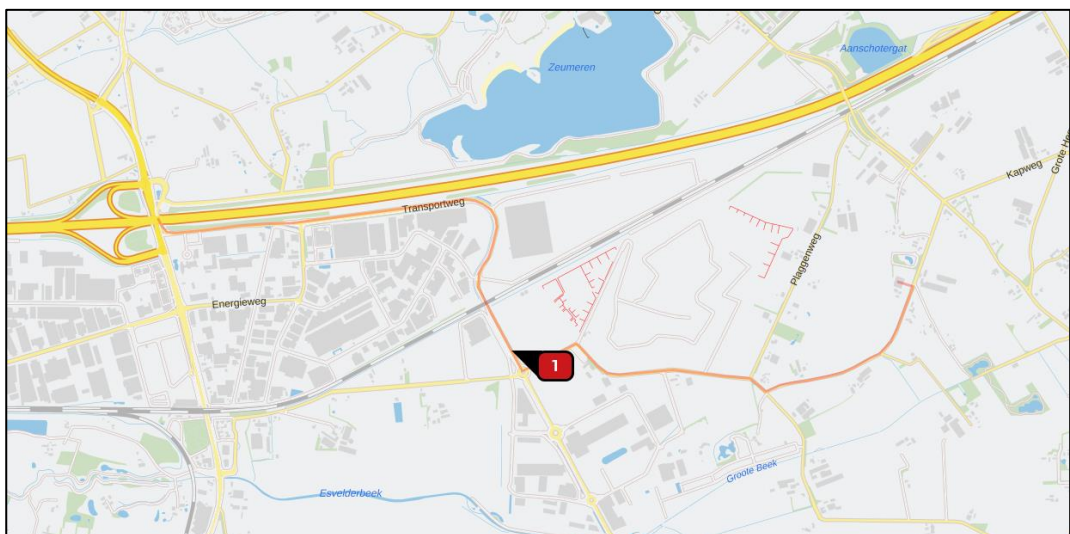 Zeumeren
Aanschotergat
Kapweg
Transportweg
Plaggenweg
Energieweg
1
Groote Beek
Esvelderbeek